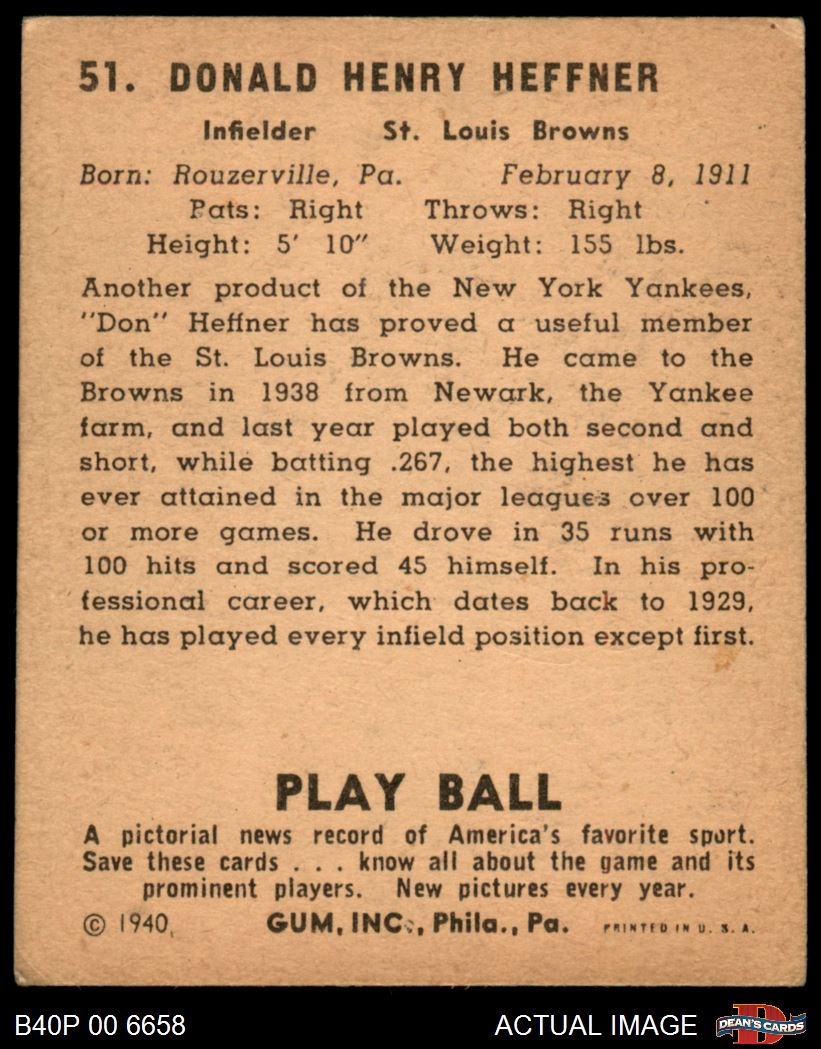 51. DONALD HENRY HEFFNER
Infielder St. Louis Browns
Born: Rouzerville, Pa. February 8, 1911
Pats: Right Throws: Right
Height: 5' 10" Weight: 155 lbs.
Another product of the New York Yankees,
"Don" Heffner has proved a useful member
of the St. Louis Browns. He came to the
Browns in 1938 from Newark, the Yankee
farm, and last year played both second and
short, while batting .267, the highest he has
ever attained in the major leagues over 100
or more games. He drove in 35 runs with
100 hits and scored 45 himself. In his pro-
fessional career, which dates back to 1929,
he has played every infield position except first.
PLAY BALL
A pictorial news record of America's favorite sport.
Save these cards . . . know all about the game and its
prominent players. New pictures every year.
© 1940, GUM, INC., Phila., Pa. PRINTED IN U. S. A.
B40P 00 6658 ACTUAL IMAGE DEAN'S CARDS